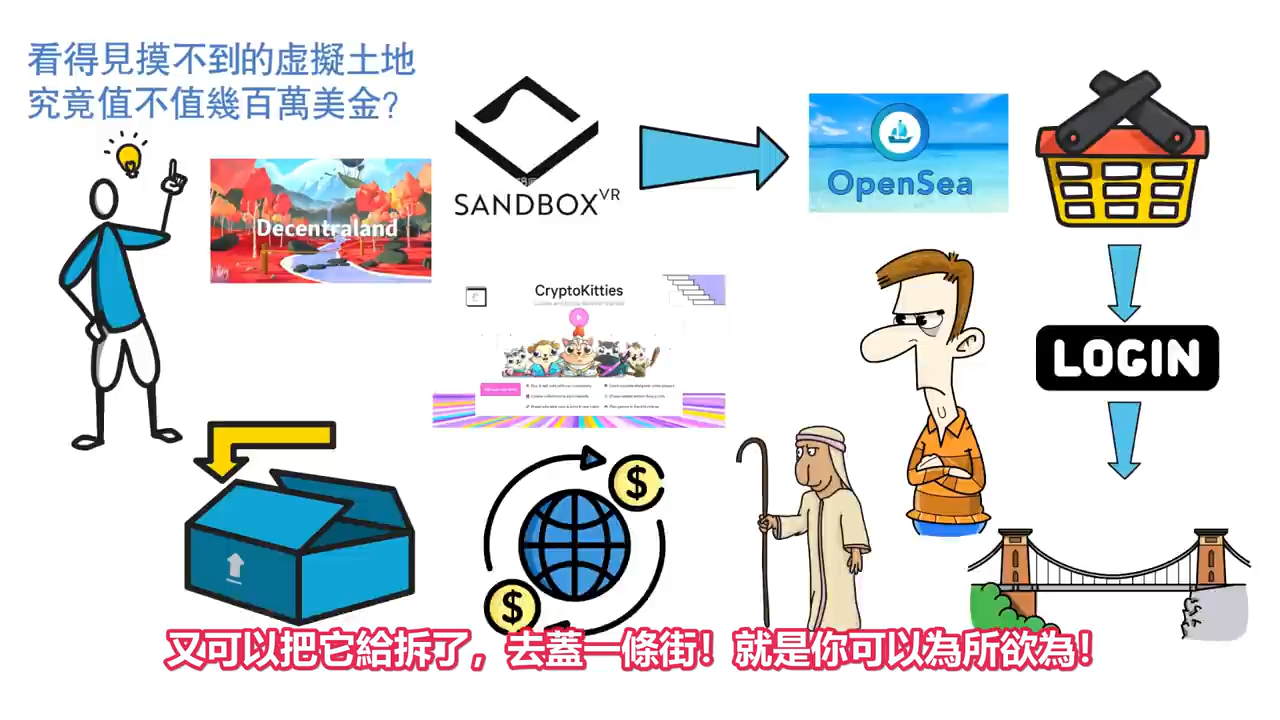 看得見摸不到的虛擬土地
究竟值不值幾百萬美金?
Decentraland
SANDBOX VR
OpenSea
CryptoKitties
LOGIN
$
$
又可以把它給拆了，去蓋一條街！就是你可以為所欲為！